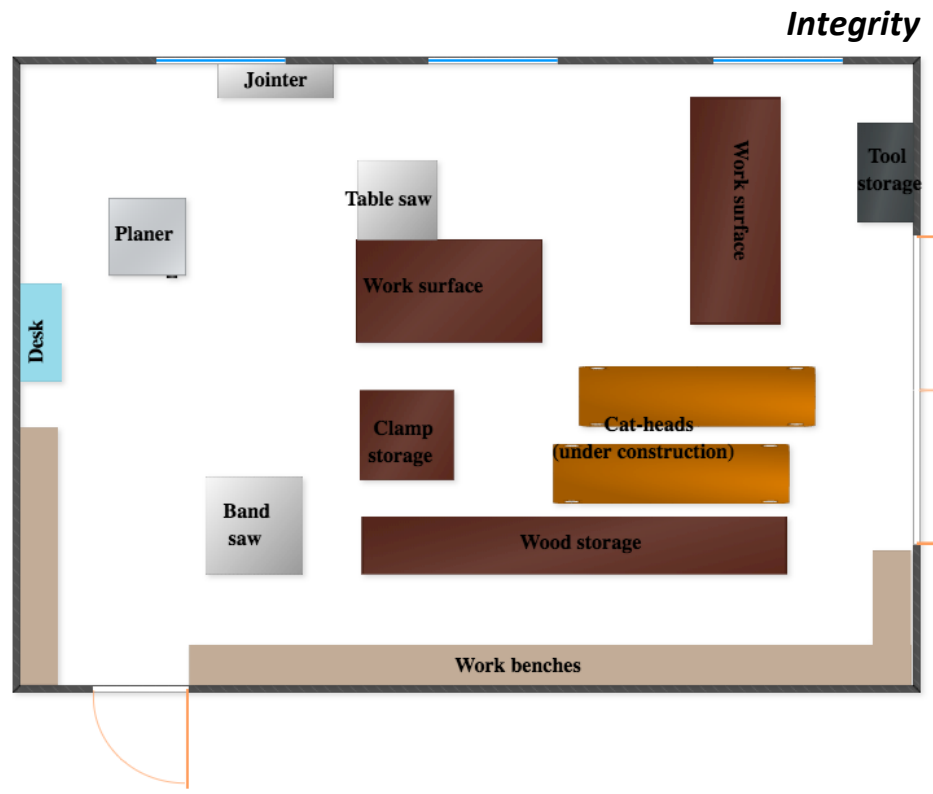 Integrity
Jointer
Tool
storage
Work surface
Table saw
Planer
Work surface
Desk
Clamp
storage
Cat-heads
(under construction)
Band
saw
Wood storage
Work benches